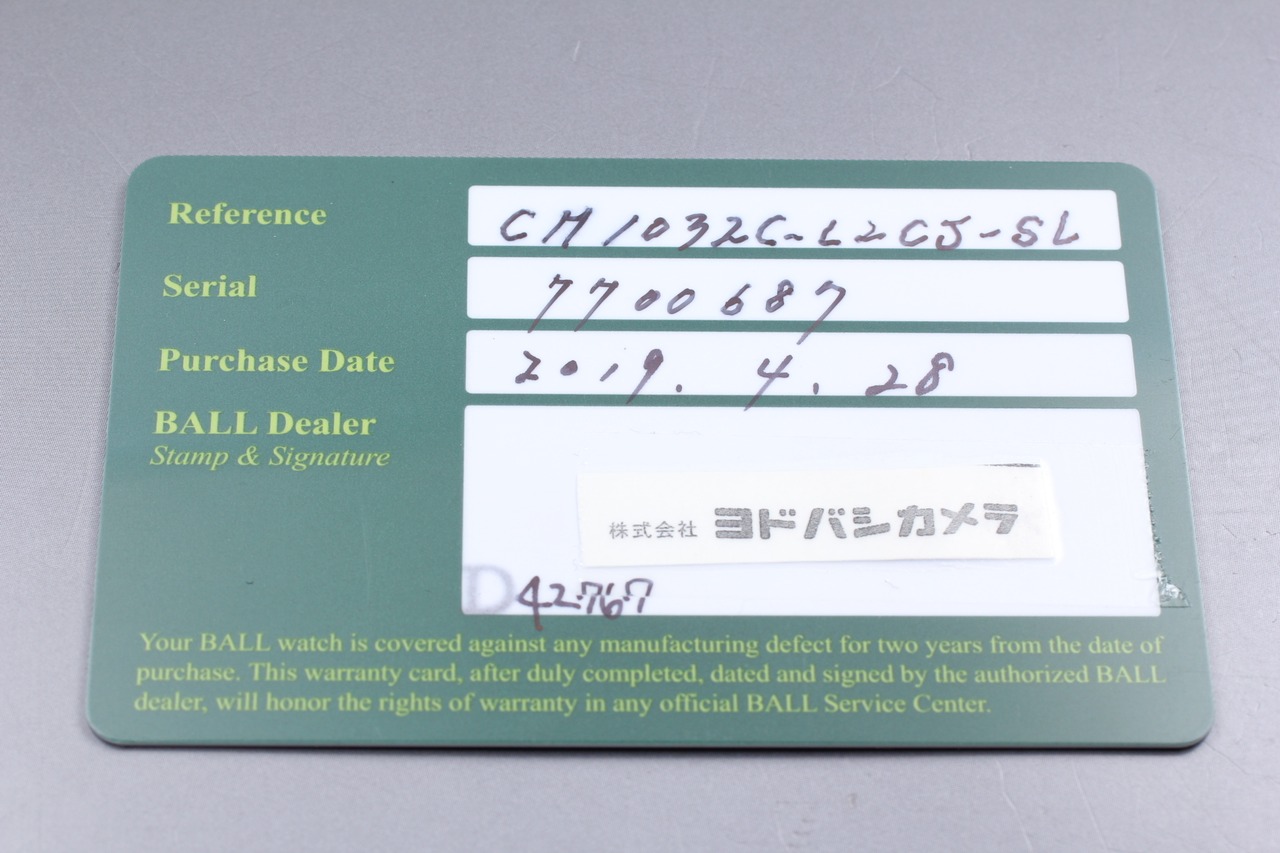 Reference CM1032C-L2CJ-SL
Serial 7700687
Purchase Date 2019. 4. 28
BALL Dealer
Stamp & Signature
株式会社 ヨドバシカメラ
D42767
Your BALL watch is covered against any manufacturing defect for two years from the date of
purchase. This warranty card, after duly completed, dated and signed by the authorized BALL
dealer, will honor the rights of warranty in any official BALL Service Center.